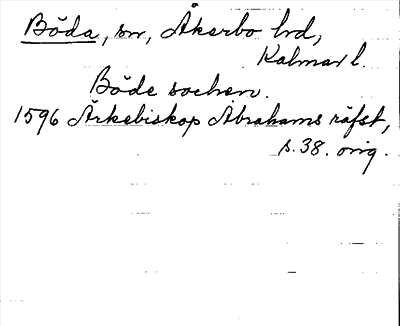 Böda, sn, Åkerbo hd,
Kalmar l.
Böde sochen.
1596 Ärkebiskop Abrahams räfst,
s. 38. orig.